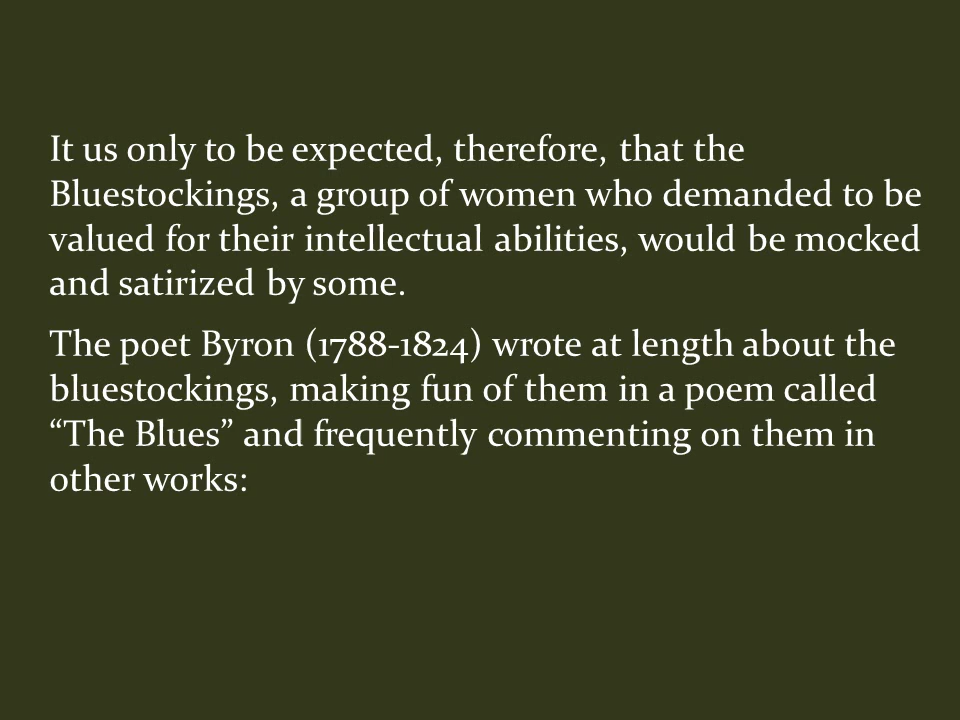 It us only to be expected, therefore, that the
Bluestockings, a group of women who demanded to be
valued for their intellectual abilities, would be mocked
and satirized by some.
The poet Byron (1788-1824) wrote at length about the
bluestockings, making fun of them in a poem called
“The Blues” and frequently commenting on them in
other works: